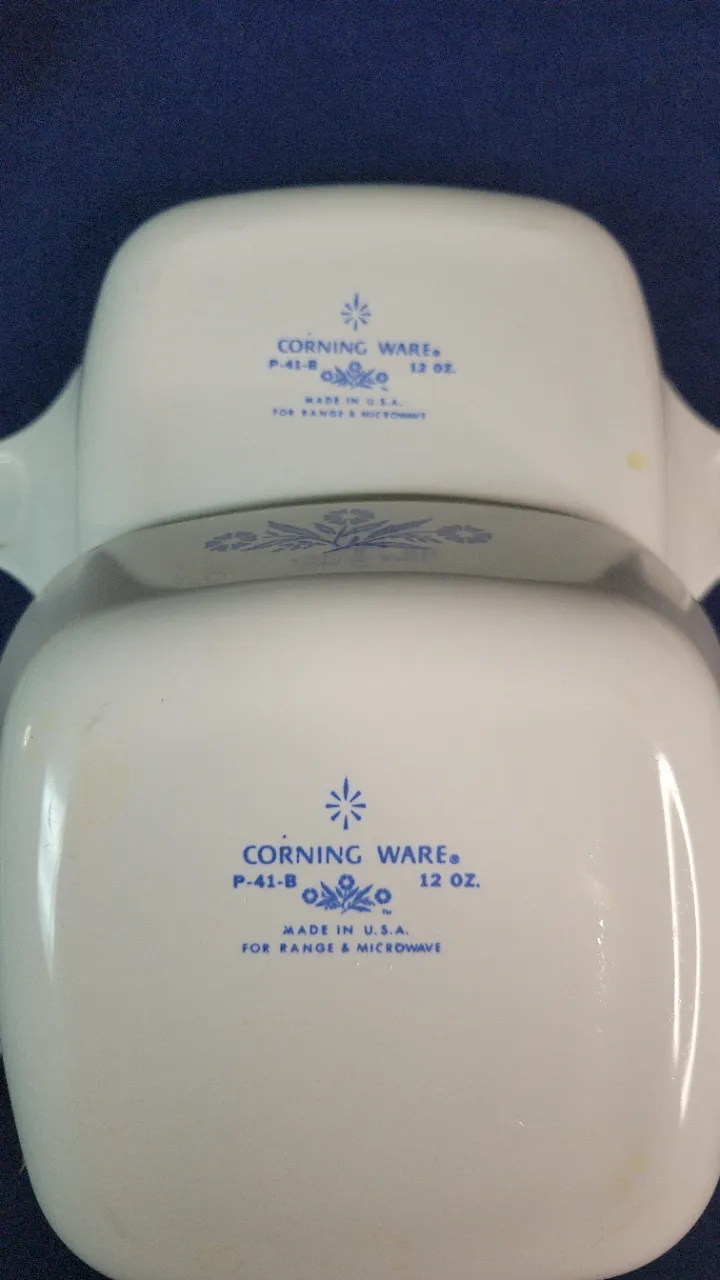 CORNING WARE®
P-41-B 12 OZ.
MADE IN U.S.A.
FOR RANGE & MICROWAVE
CORNING WARE®
P-41-B 12 OZ.
™
MADE IN U.S.A.
FOR RANGE & MICROWAVE